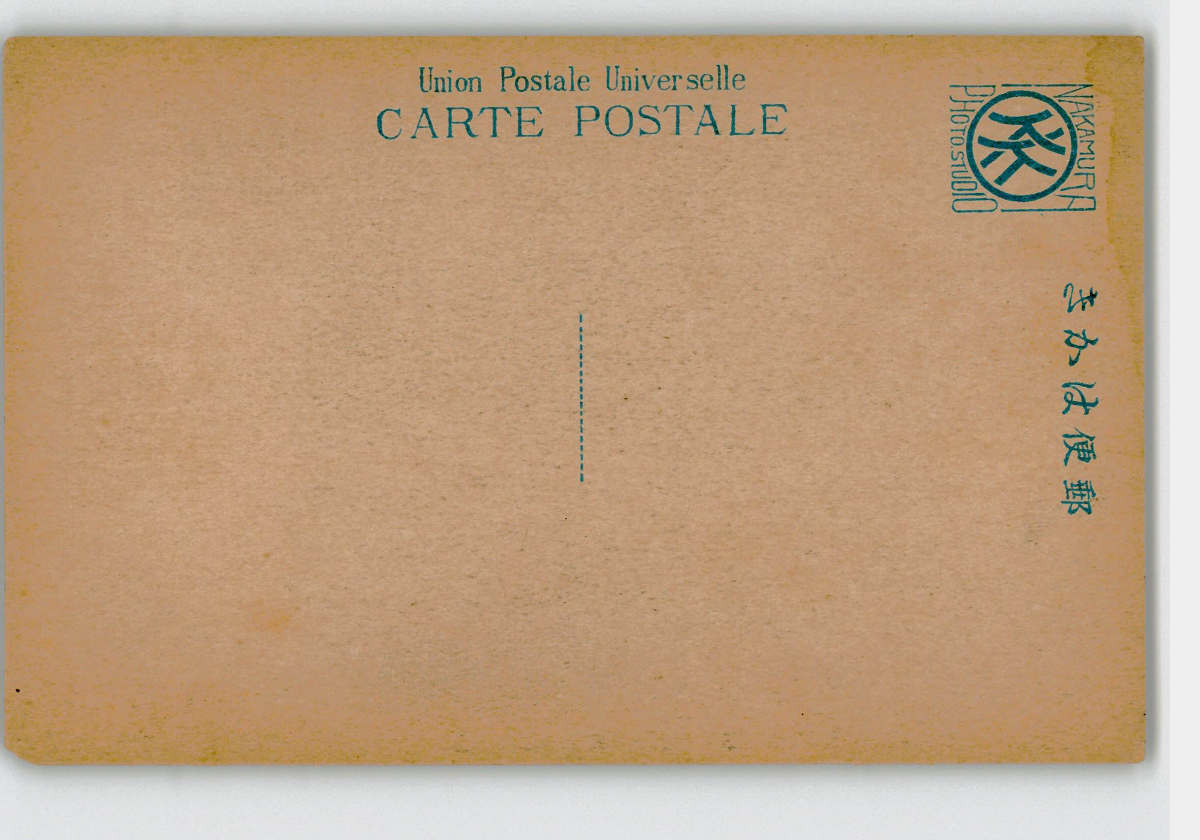 Union Postale Universelle
CARTE POSTALE
NAKAMURA
PHOTO.STUDIO
きかは便郵